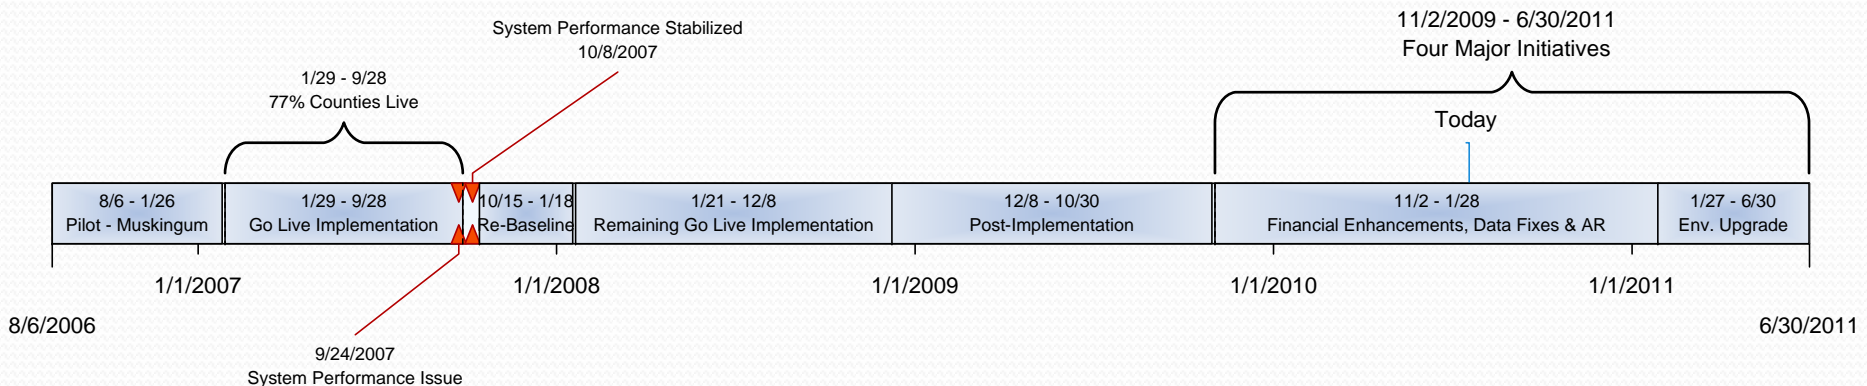 System Performance Stabilized
10/8/2007
11/2/2009 - 6/30/2011
Four Major Initiatives
1/29 - 9/28
77% Counties Live
Today
8/6 - 1/26
Pilot - Muskingum
1/29 - 9/28
Go Live Implementation
10/15 - 1/18
Re-Baseline
1/21 - 12/8
Remaining Go Live Implementation
12/8 - 10/30
Post-Implementation
11/2 - 1/28
Financial Enhancements, Data Fixes & AR
1/27 - 6/30
Env. Upgrade
1/1/2007
1/1/2008
1/1/2009
1/1/2010
1/1/2011
8/6/2006
6/30/2011
9/24/2007
System Performance Issue